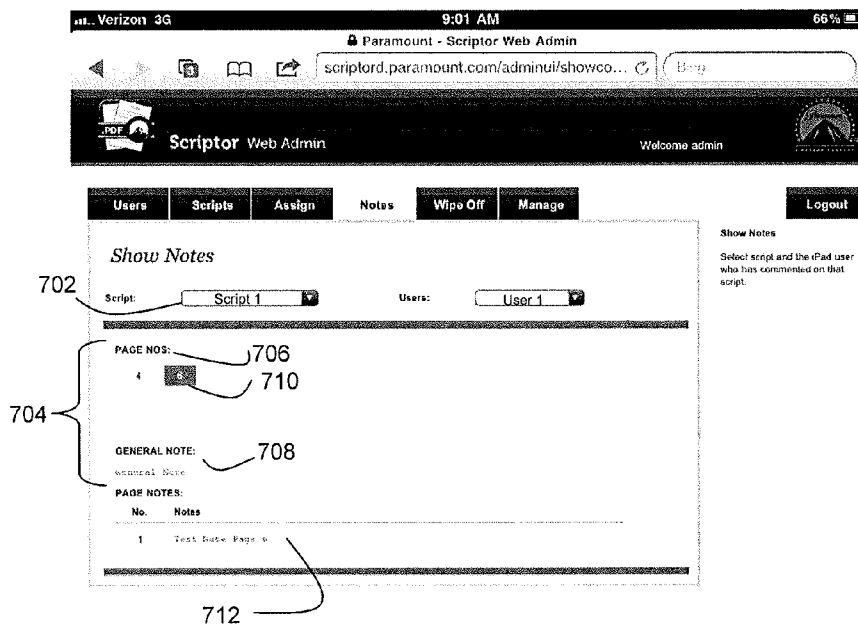 Verizon 3G 9:01 AM 66%
Paramount - Scriptor Web Admin
scriptord.paramount.com/adminui/showco...
.PDF
Scriptor Web Admin
Welcome admin
Users Scripts Assign Notes Wipe Off Manage Logout
Show Notes
Select script and the iPad user
who has commented on that
script.
Show Notes
702
Script: Script 1 Users: User 1
PAGE NOS: 706
4 6 710
704
GENERAL NOTE: 708
General Note
PAGE NOTES:
No. Notes
1 Test Note Page 6
712